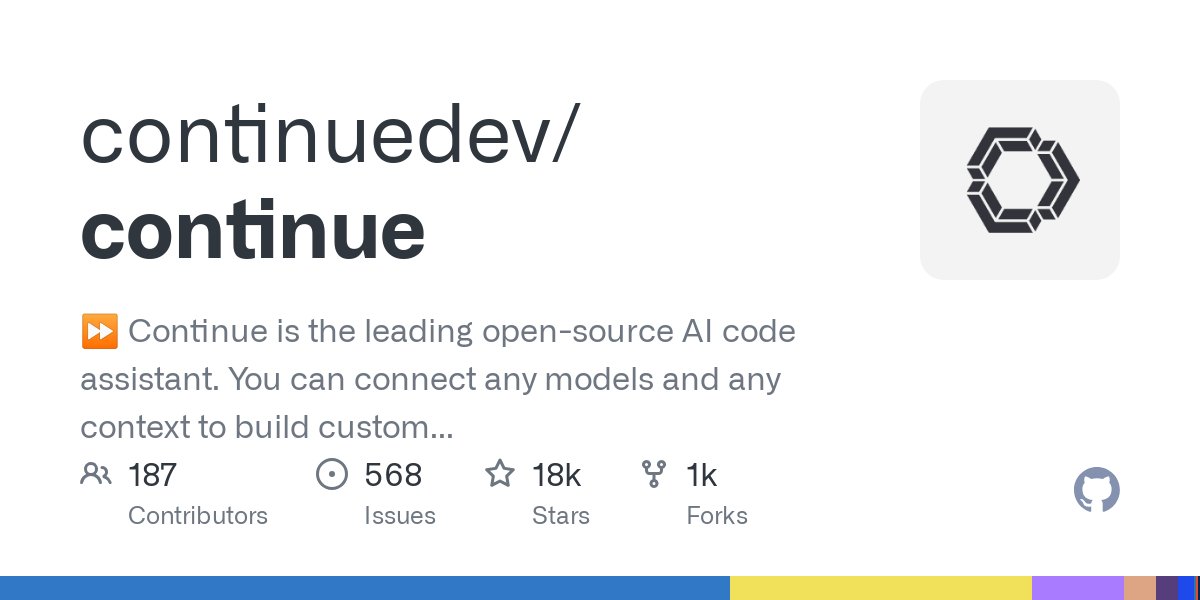 continuedev/
continue
⏩ Continue is the leading open-source AI code
assistant. You can connect any models and any
context to build custom...
187 568 18k 1k
Contributors Issues Stars Forks